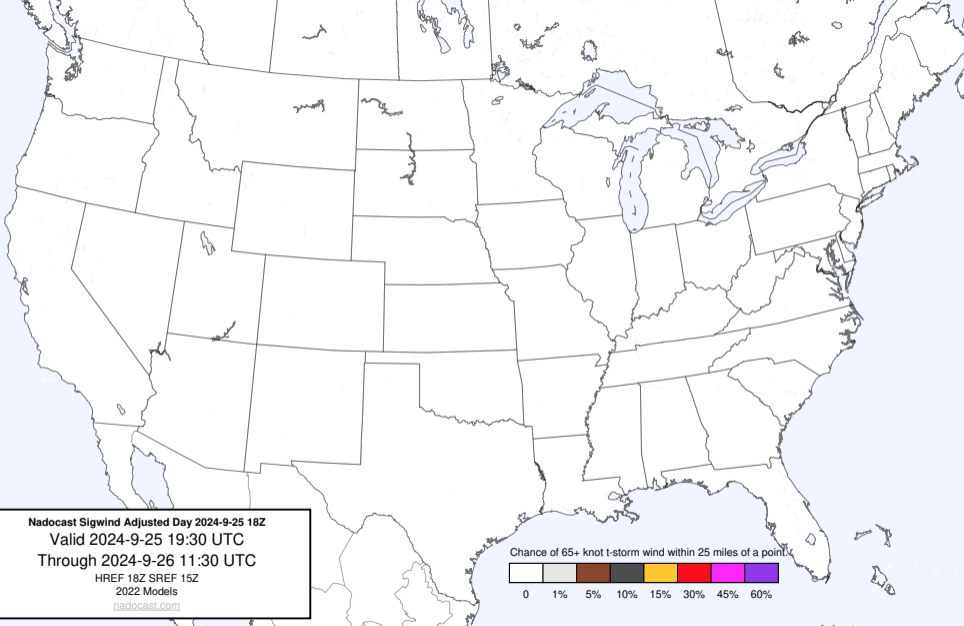 Nadocast Sigwind Adjusted Day 2024-9-25 18Z
Valid 2024-9-25 19:30 UTC
Through 2024-9-26 11:30 UTC
HREF 18Z SREF 15Z
2022 Models
nadocast.com
Chance of 65+ knot t-storm wind within 25 miles of a point.
0 1% 5% 10% 15% 30% 45% 60%